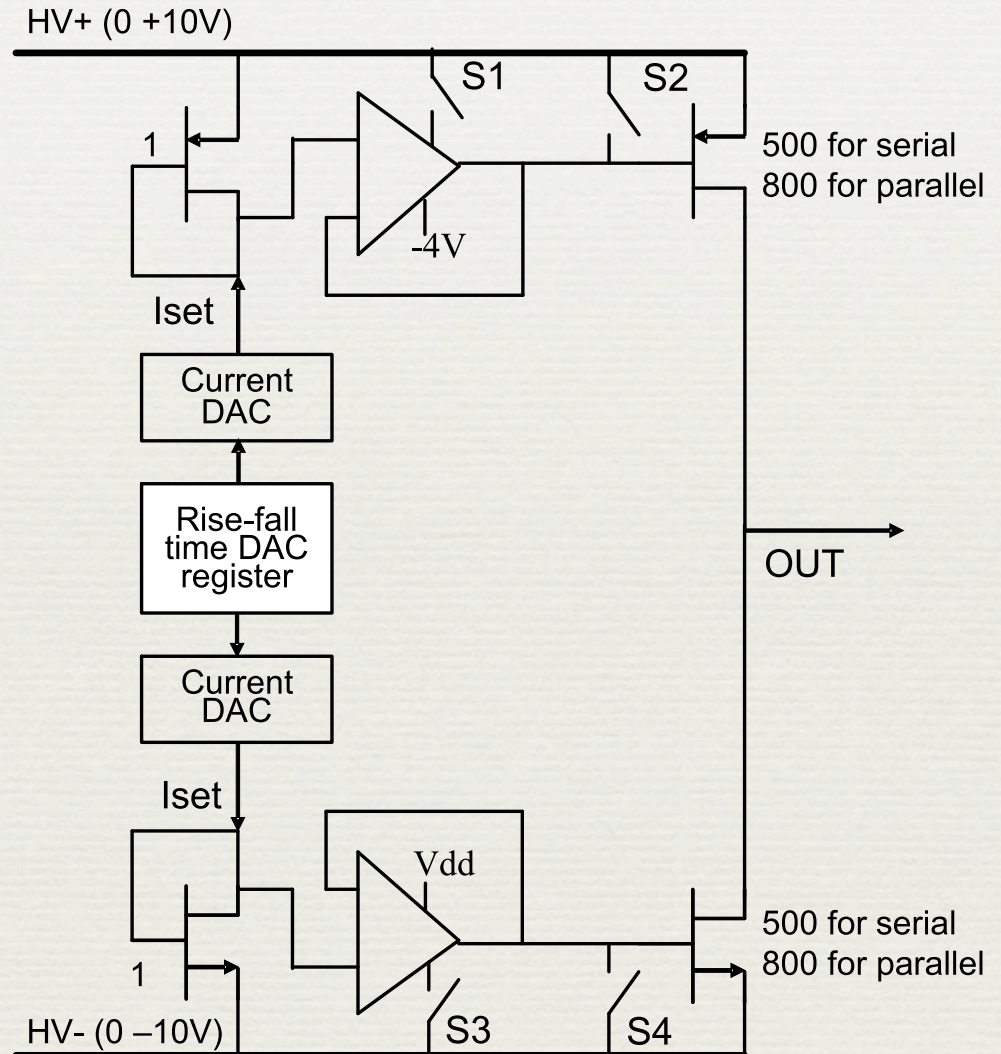 HV+ (0 +10V)
S1
S2
1
500 for serial
800 for parallel
-4V
Iset
Current
DAC
Rise-fall
time DAC
register
OUT
Current
DAC
Iset
Vdd
500 for serial
800 for parallel
1
S3
S4
HV- (0 –10V)